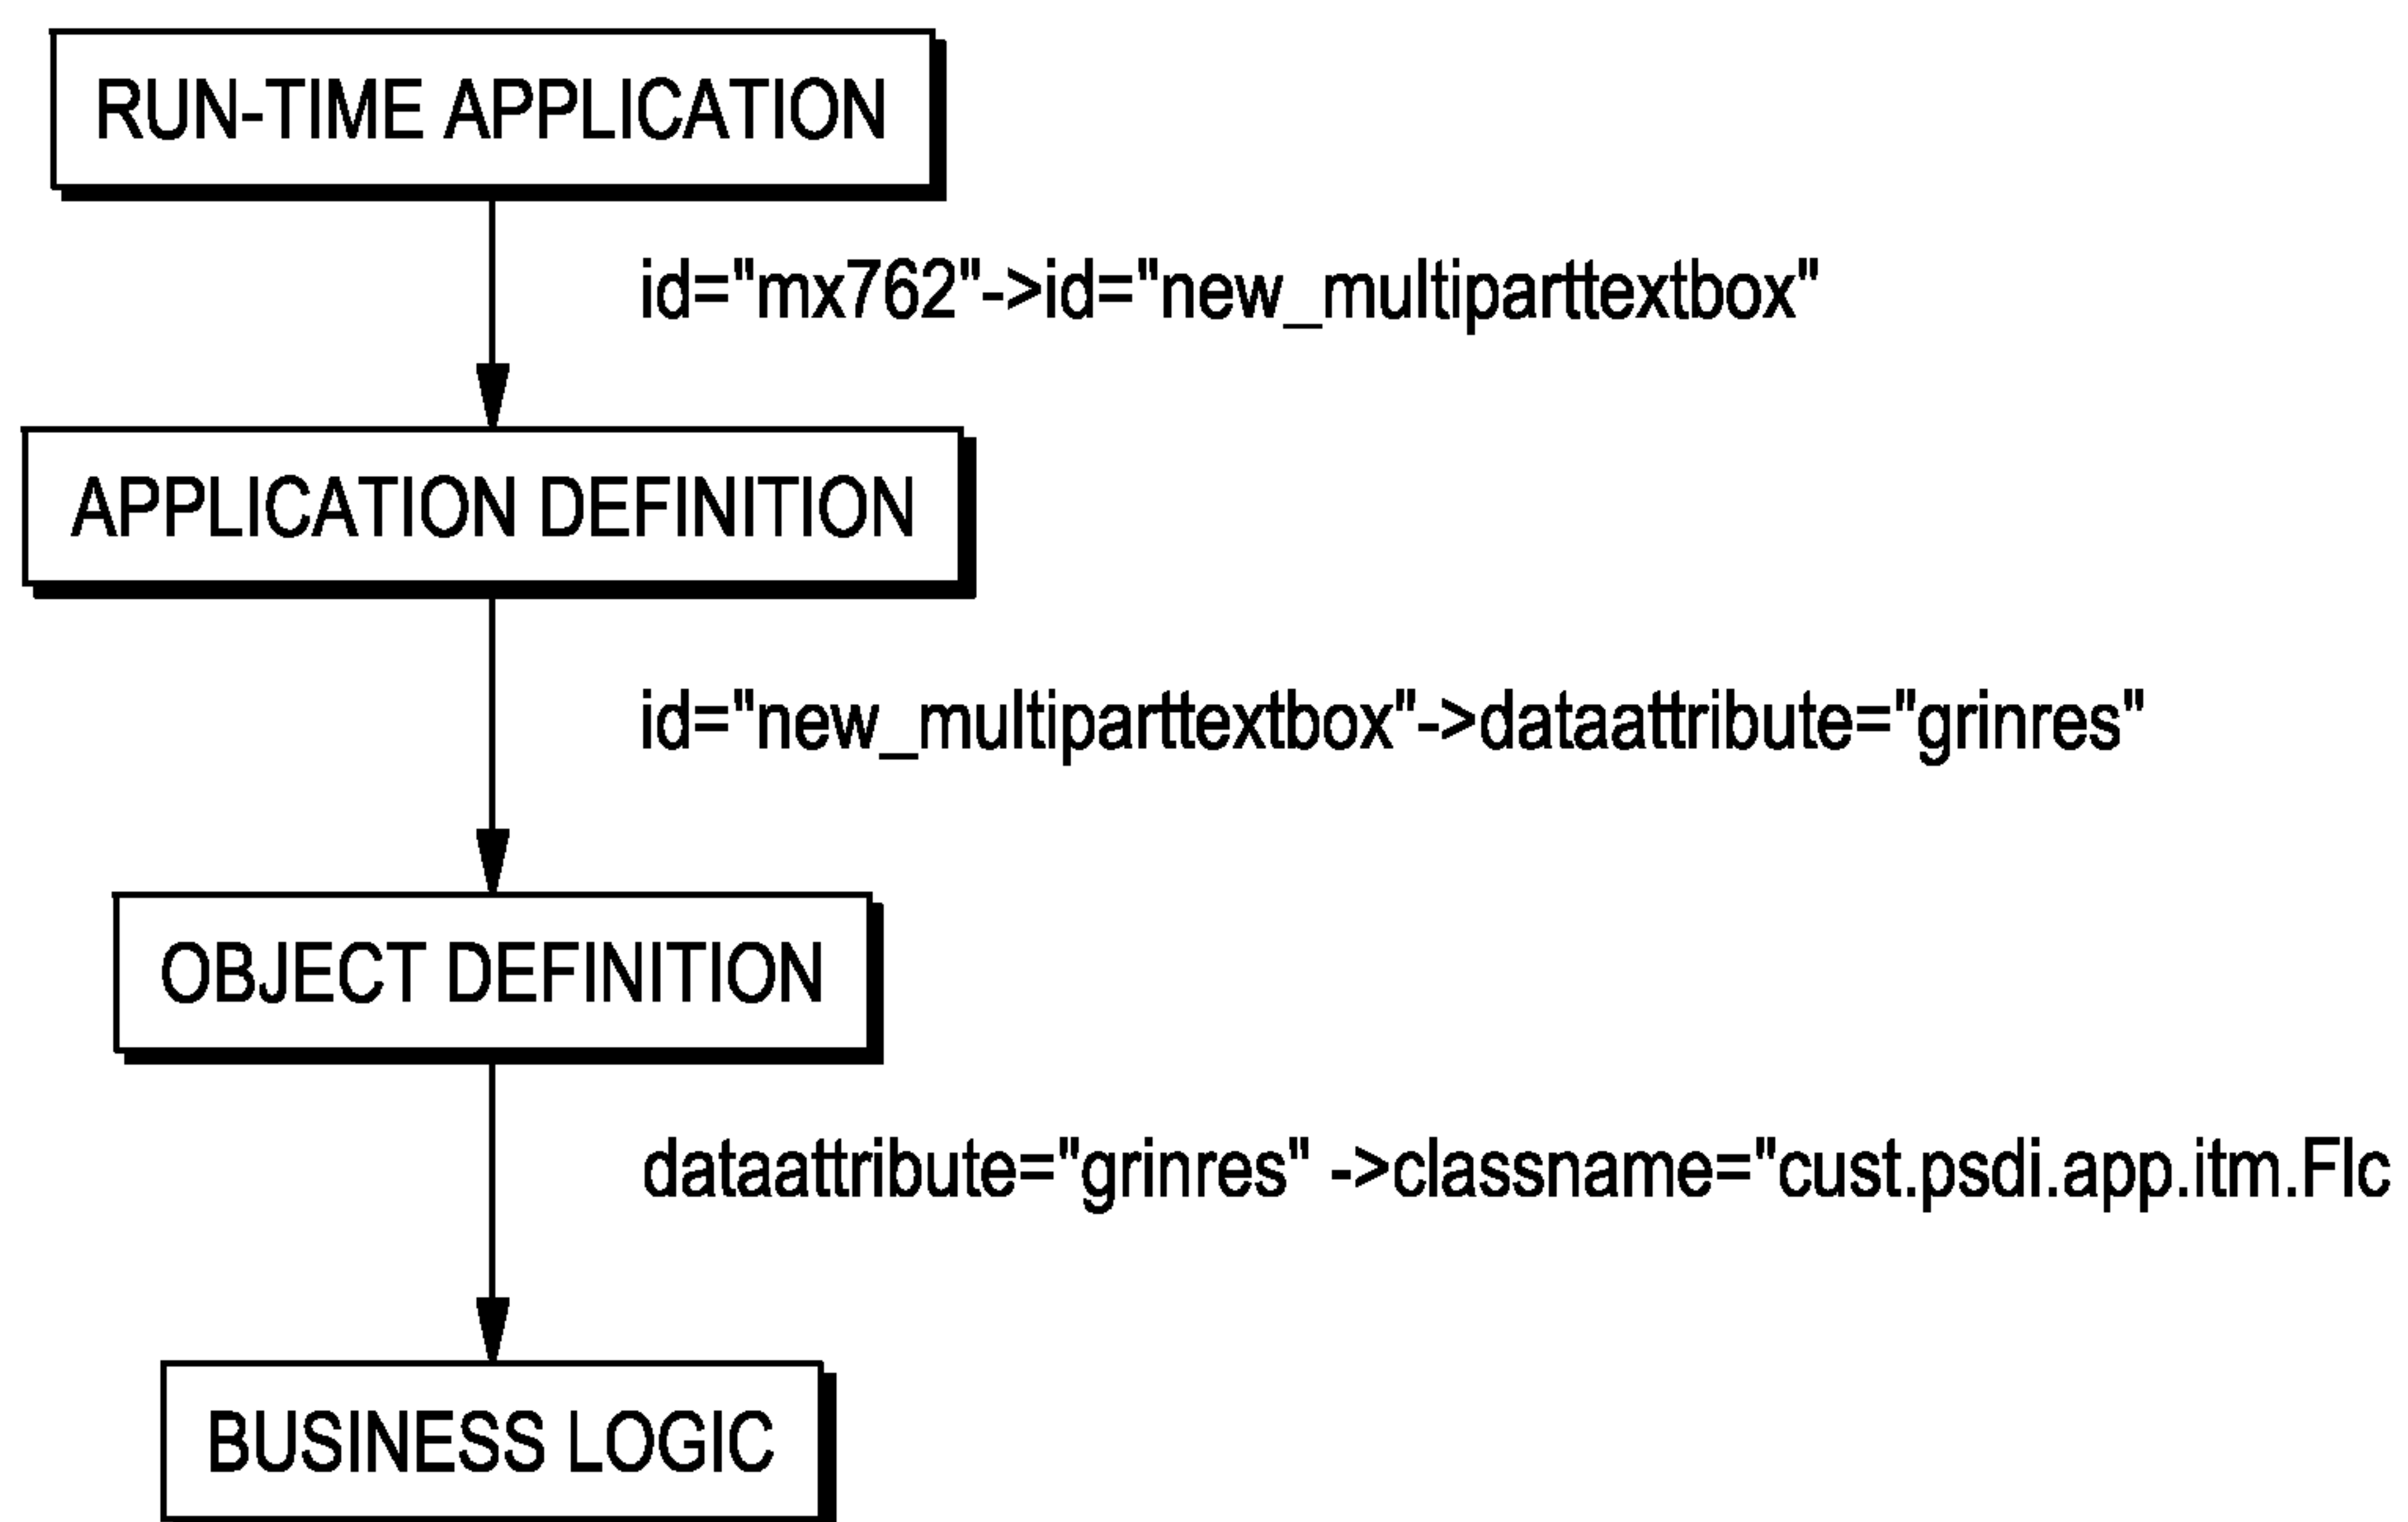 RUN-TIME APPLICATION
id="mx762"->id="new_multiparttextbox"
APPLICATION DEFINITION
id="new_multiparttextbox"->dataattribute="grinres"
OBJECT DEFINITION
dataattribute="grinres" ->classname="cust.psdi.app.itm.Flc
BUSINESS LOGIC